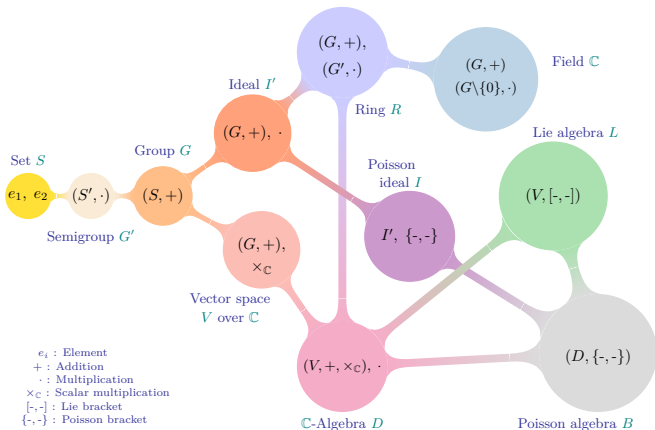 (G, +),
(G′, ·)
(G, +)
(G\{0}, ·)
Field ℂ
Ideal I′
Ring R
(G, +), ·
Lie algebra L
Group G
Poisson
ideal I
Set S
e₁, e₂
(S′, ·)
(S, +)
(V, [-, -])
Semigroup G′
(G, +),
×ℂ
I′, {-, -}
Vector space
V over ℂ
(V, +, ×ℂ), ·
(D, {-, -})
eᵢ : Element
+ : Addition
· : Multiplication
×ℂ : Scalar multiplication
[-,-] : Lie bracket
{-,-} : Poisson bracket
ℂ-Algebra D
Poisson algebra B